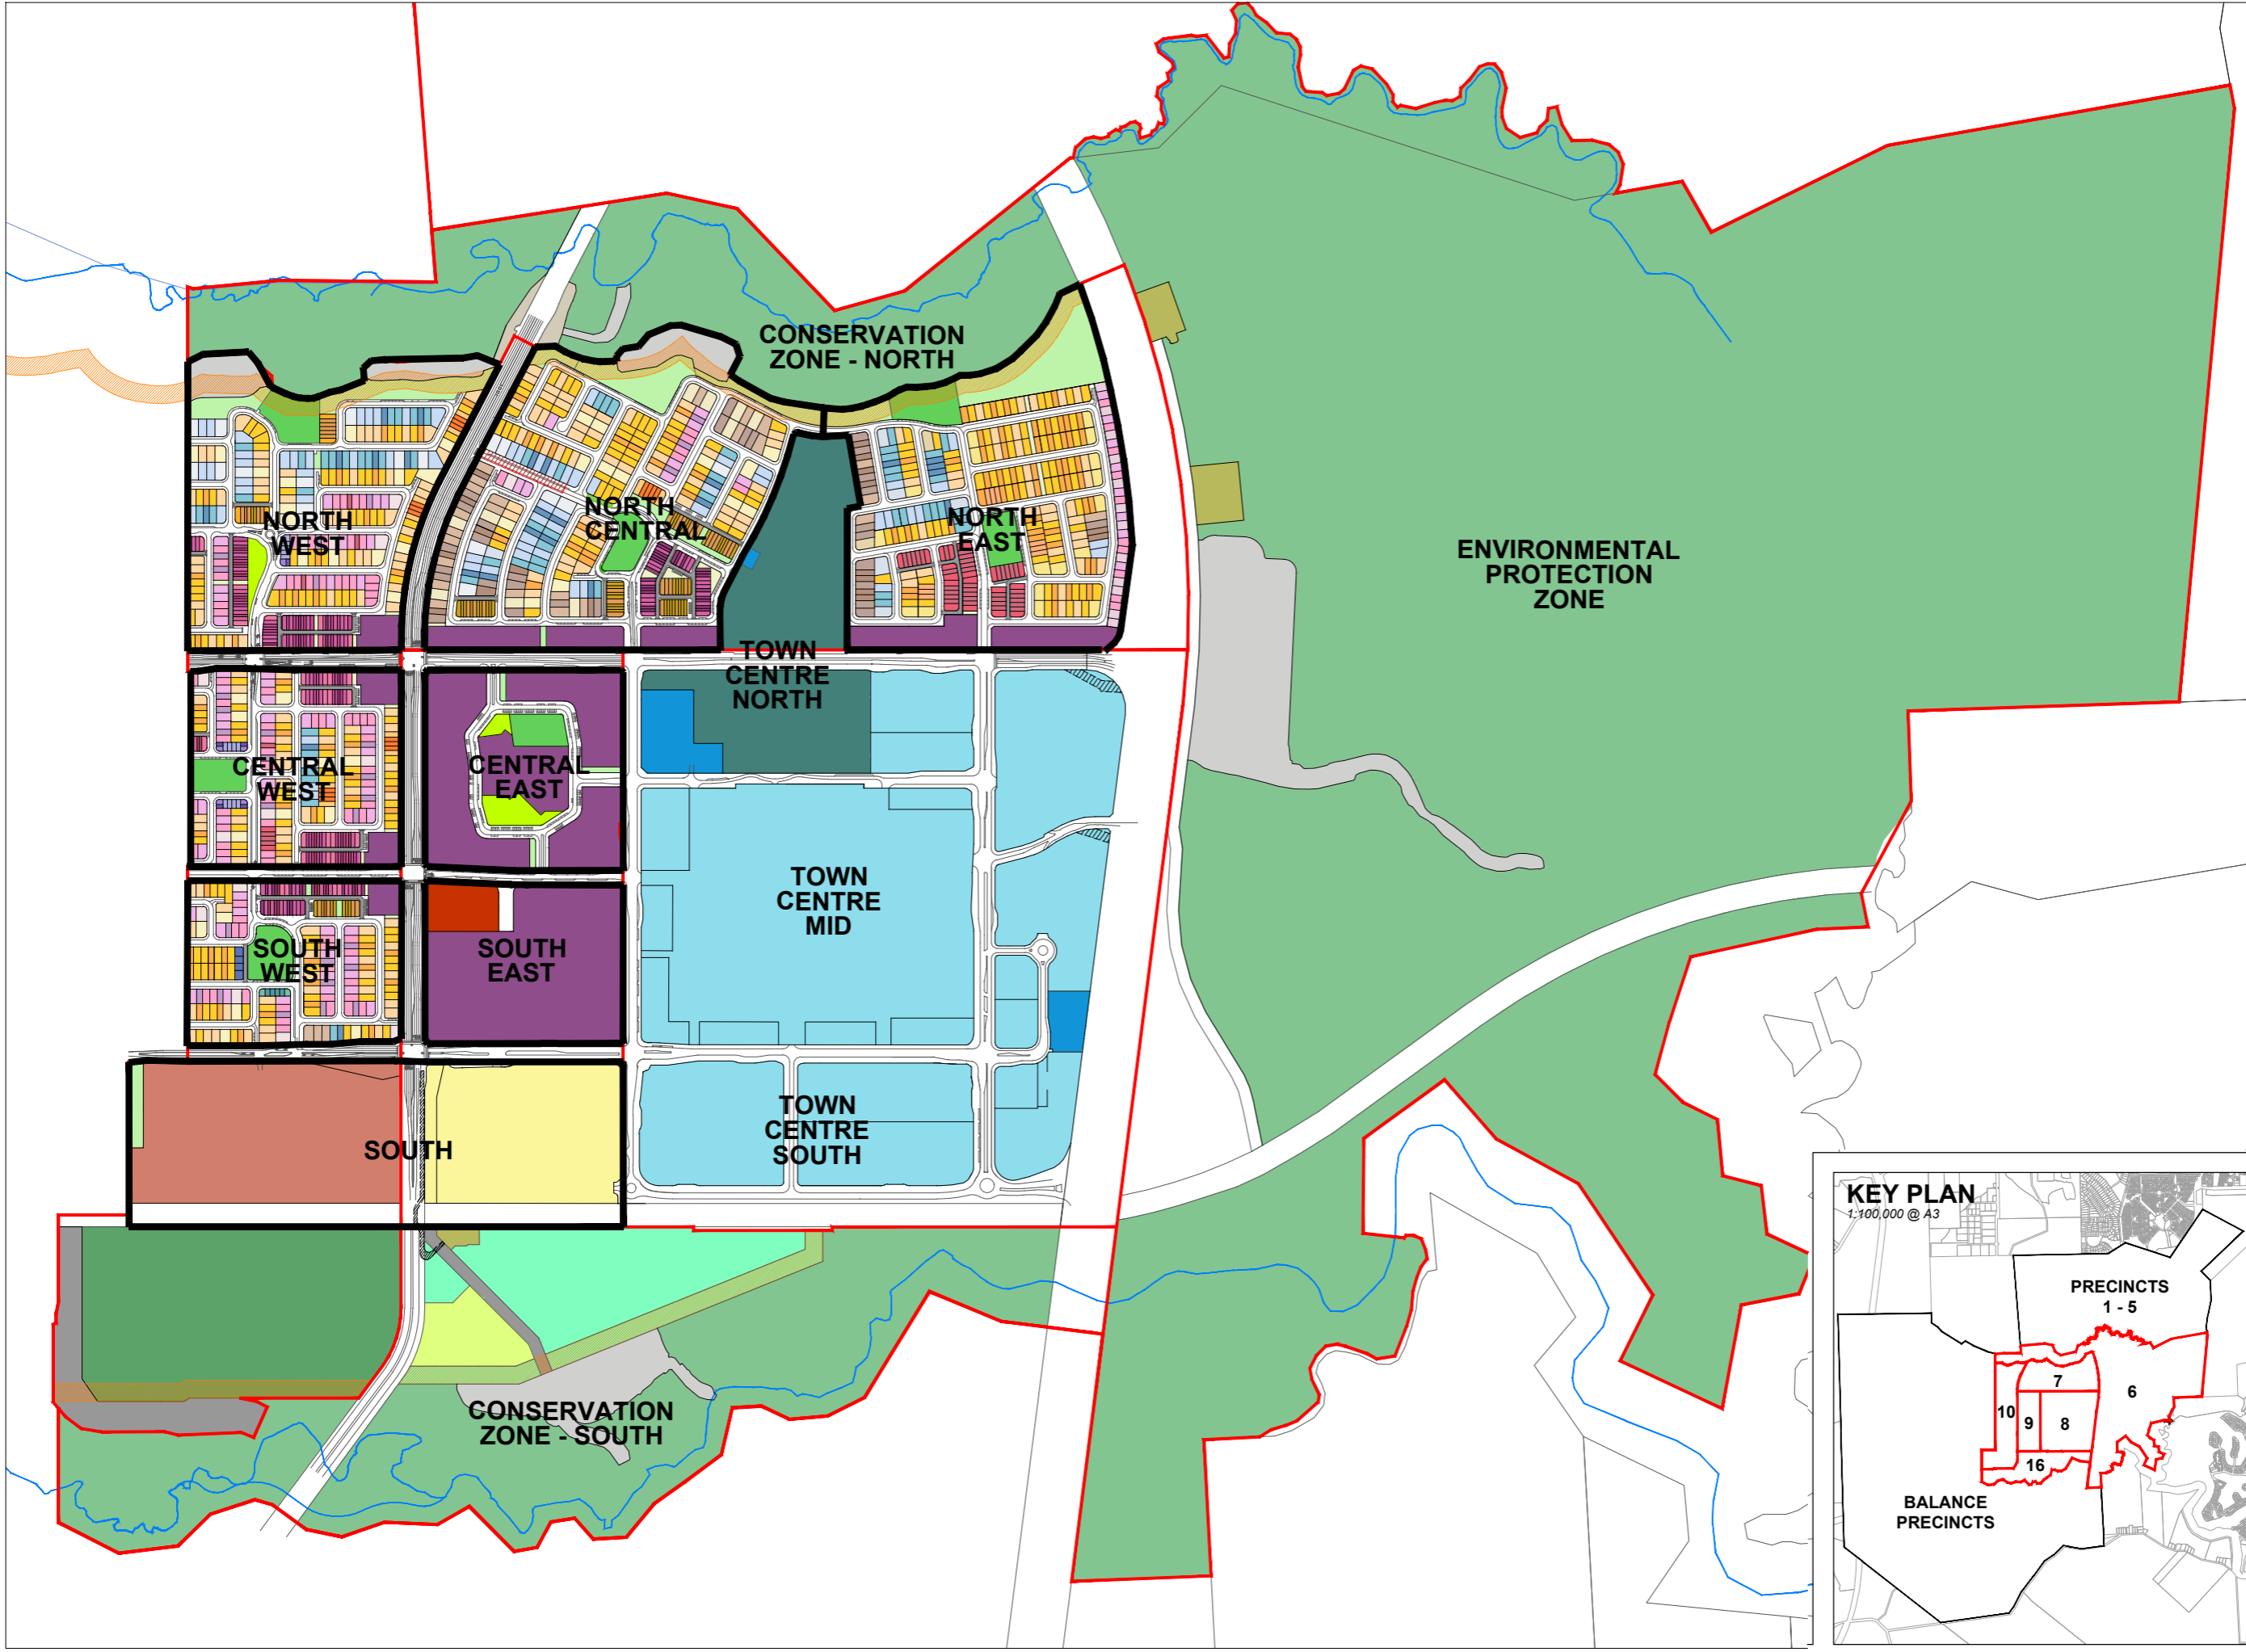 CONSERVATION
ZONE - NORTH
NORTH
WEST
NORTH
CENTRAL
NORTH
EAST
ENVIRONMENTAL
PROTECTION
ZONE
TOWN
CENTRE
NORTH
CENTRAL
WEST
CENTRAL
EAST
TOWN
CENTRE
MID
SOUTH
WEST
SOUTH
EAST
TOWN
CENTRE
SOUTH
SOUTH
CONSERVATION
ZONE - SOUTH
KEY PLAN
1:100,000 @ A3
PRECINCTS
1 - 5
7
6
10
9
8
16
BALANCE
PRECINCTS